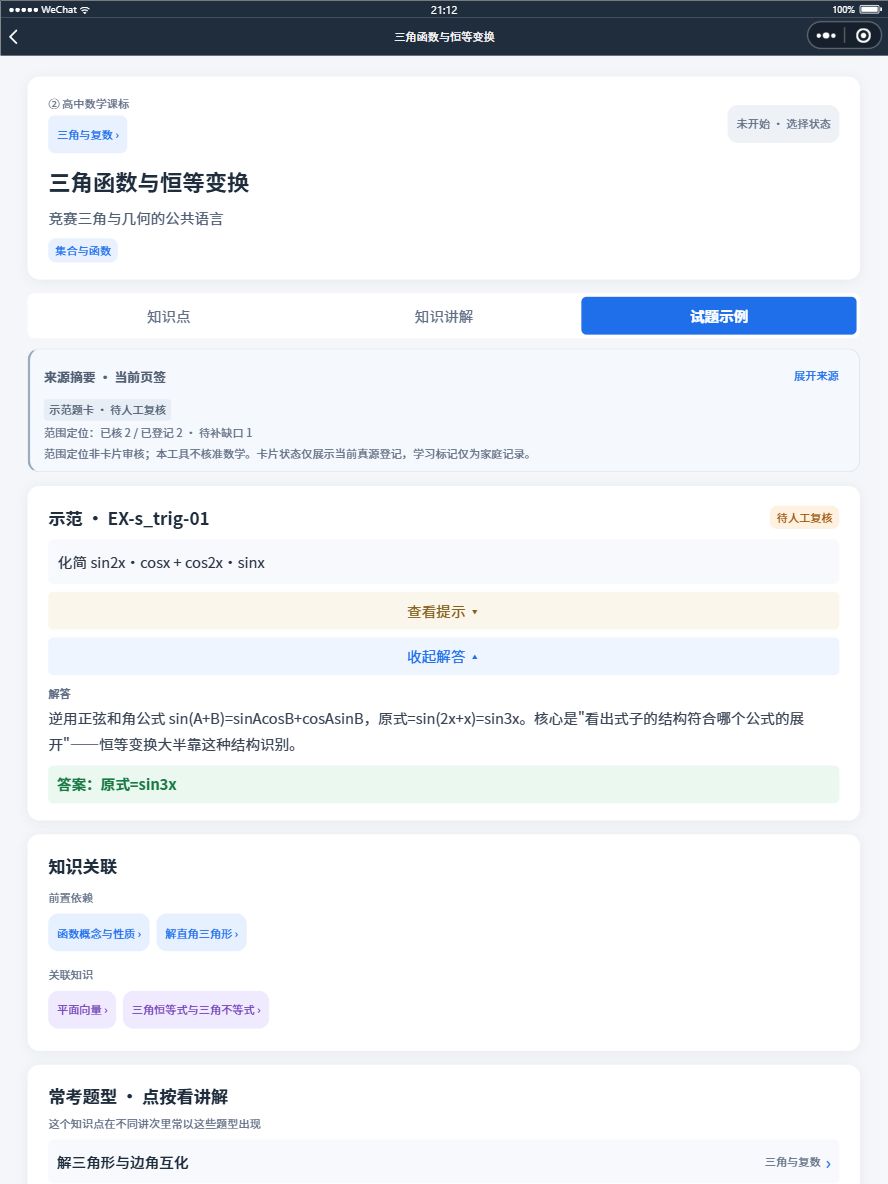 WeChat 21:12 100%
三角函数与恒等变换
② 高中数学课标
三角与复数 ›
未开始 · 选择状态
三角函数与恒等变换
竞赛三角与几何的公共语言
集合与函数
知识点 知识讲解 试题示例
来源摘要 · 当前页签 展开来源
示范题卡 · 待人工复核
范围定位：已核 2 / 已登记 2 · 待补缺口 1
范围定位非卡片审核；本工具不核准数学。卡片状态仅展示当前真源登记，学习标记仅为家庭记录。
示范 · EX-s_trig-01 待人工复核
化简 sin2x·cosx + cos2x·sinx
查看提示 ▾
收起解答 ▴
解答
逆用正弦和角公式 sin(A+B)=sinAcosB+cosAsinB，原式=sin(2x+x)=sin3x。核心是"看出式子的结构符合哪个公式的展
开"——恒等变换大半靠这种结构识别。
答案：原式=sin3x
知识关联
前置依赖
函数概念与性质 › 解直角三角形 ›
关联知识
平面向量 › 三角恒等式与三角不等式 ›
常考题型 · 点按看讲解
这个知识点在不同讲次里常以这些题型出现
解三角形与边角互化 三角与复数 ›